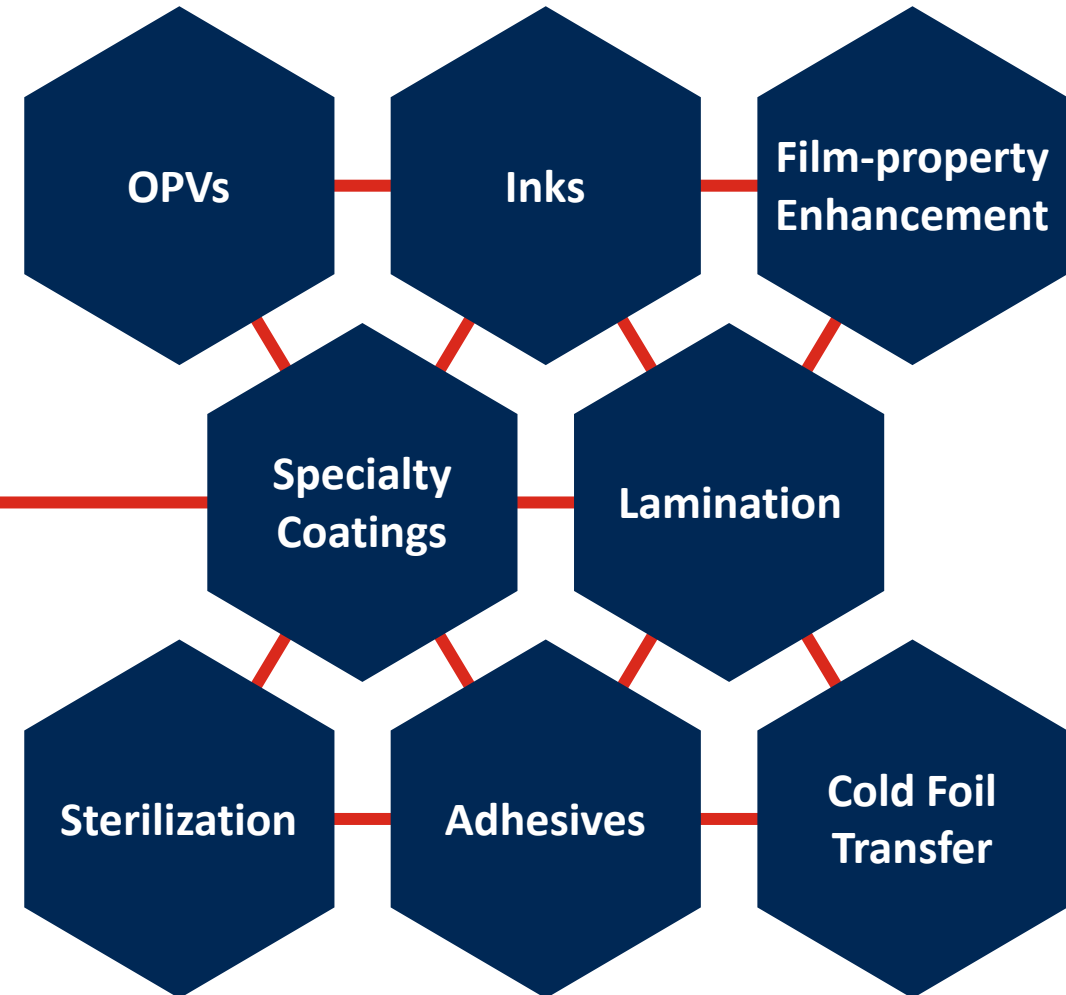 OPVs
Inks
Film-property
Enhancement
Specialty
Coatings
Lamination
Sterilization
Adhesives
Cold Foil
Transfer